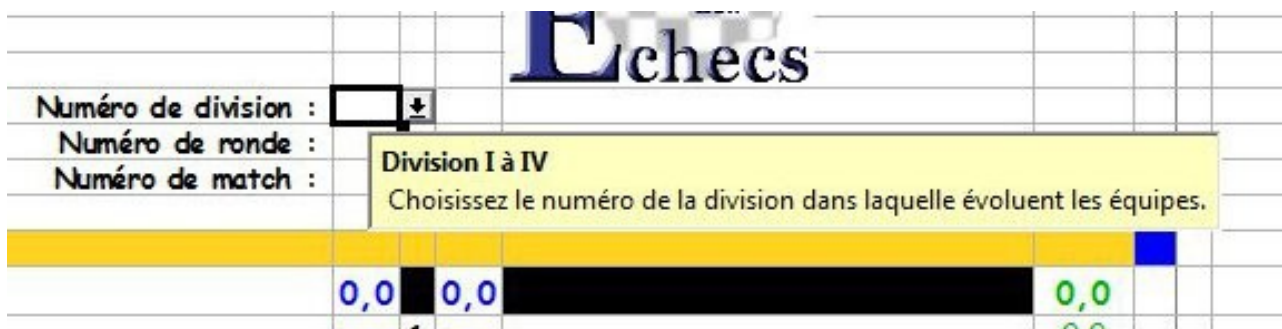 Echecs
Numéro de division :
Numéro de ronde :
Numéro de match :
Division I à IV
Choisissez le numéro de la division dans laquelle évoluent les équipes.
0,0 0,0 0,0